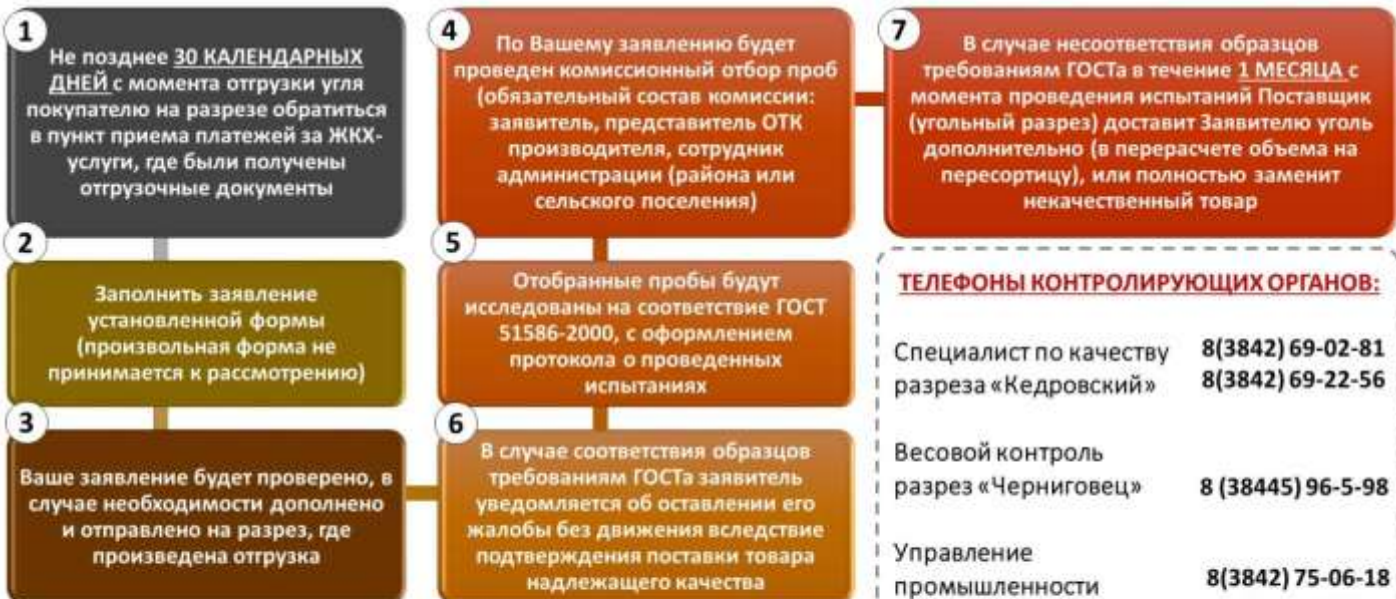 1
Не позднее 30 КАЛЕНДАРНЫХ
ДНЕЙ с момента отгрузки угля
покупателю на разрезе обратиться
в пункт приема платежей за ЖКХ-
услуги, где были получены
отгрузочные документы
2
Заполнить заявление
установленной формы
(произвольная форма не
принимается к рассмотрению)
3
Ваше заявление будет проверено, в
случае необходимости дополнено
и отправлено на разрез, где
произведена отгрузка
4
По Вашему заявлению будет
проведен комиссионный отбор проб
(обязательный состав комиссии:
заявитель, представитель ОТК
производителя, сотрудник
администрации (района или
сельского поселения)
5
Отобранные пробы будут
исследованы на соответствие ГОСТ
51586-2000, с оформлением
протокола о проведенных
испытаниях
6
В случае соответствия образцов
требованиям ГОСТа заявитель
уведомляется об оставлении его
жалобы без движения вследствие
подтверждения поставки товара
надлежащего качества
7
В случае несоответствия образцов
требованиям ГОСТа в течение 1 МЕСЯЦА с
момента проведения испытаний Поставщик
(угольный разрез) доставит Заявителю уголь
дополнительно (в перерасчете объема на
пересортицу), или полностью заменит
некачественный товар
ТЕЛЕФОНЫ КОНТРОЛИРУЮЩИХ ОРГАНОВ:
Специалист по качеству 8(3842) 69-02-81
разреза «Кедровский» 8(3842) 69-22-56
Весовой контроль
разрез «Черниговец» 8 (38445) 96-5-98
Управление
промышленности 8(3842) 75-06-18